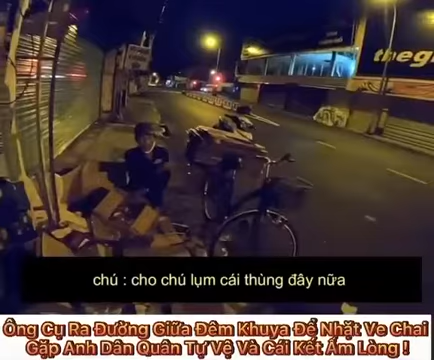 theg
chú : cho chú lụm cái thùng đây nữa
Ông Cụ Ra Đường Giữa Đêm Khuya Để Nhặt Ve Chai
Gặp Anh Dân Quân Tự Vệ Và Cái Kết Ấm Lòng !